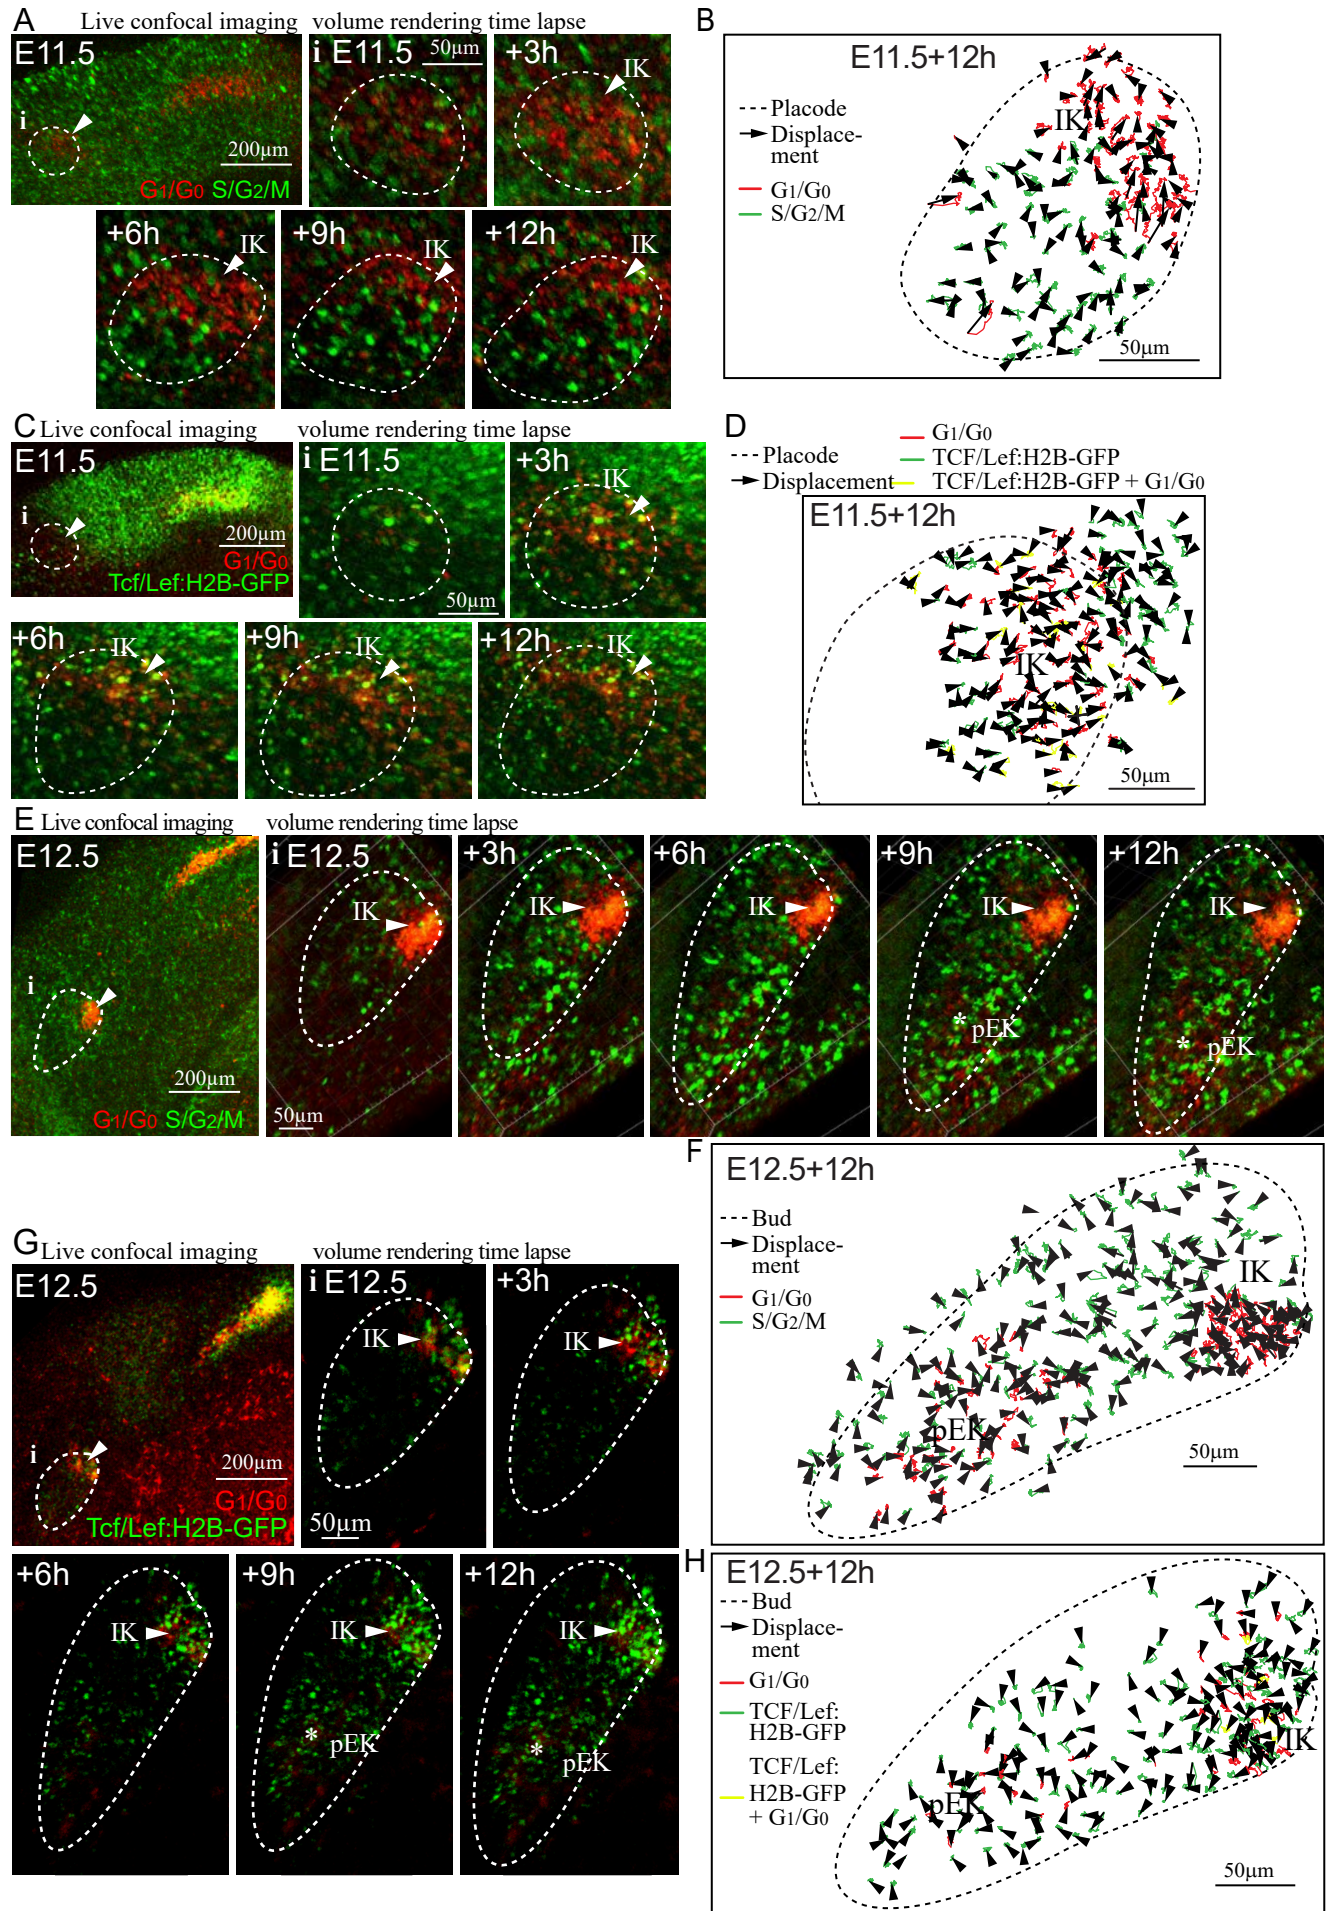 A
Live confocal imaging volume rendering time lapse
E11.5
i
200µm
G1/G0 S/G2/M
i E11.5
50µm
+3h
IK
+6h
IK
+9h
IK
+12h
IK
B
E11.5+12h
Placode
Displace-
ment
G1/G0
S/G2/M
IK
50µm
C
Live confocal imaging volume rendering time lapse
E11.5
i
200µm
G1/G0
Tcf/Lef:H2B-GFP
i E11.5
50µm
+3h
IK
+6h
IK
+9h
IK
+12h
IK
D
Placode
Displacement
G1/G0
TCF/Lef:H2B-GFP
TCF/Lef:H2B-GFP + G1/G0
E11.5+12h
IK
50µm
E
Live confocal imaging volume rendering time lapse
E12.5
i
200µm
G1/G0 S/G2/M
i E12.5
IK
50µm
+3h
IK
+6h
IK
+9h
IK
* pEK
+12h
IK
* pEK
F
E12.5+12h
Bud
Displace-
ment
G1/G0
S/G2/M
IK
pEK
50µm
G
Live confocal imaging volume rendering time lapse
E12.5
i
200µm
G1/G0
Tcf/Lef:H2B-GFP
i E12.5
IK
50µm
+3h
IK
+6h
IK
+9h
IK
* pEK
+12h
IK
* pEK
H
E12.5+12h
Bud
Displace-
ment
G1/G0
TCF/Lef:
H2B-GFP
TCF/Lef:
H2B-GFP
+ G1/G0
IK
pEK
50µm